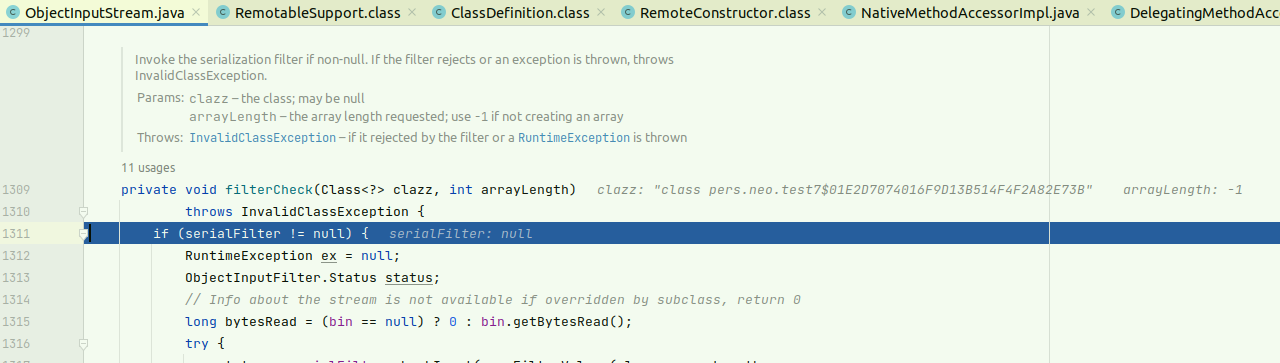 ObjectInputStream.java × RemotableSupport.class × ClassDefinition.class × RemoteConstructor.class × NativeMethodAccessorImpl.java × DelegatingMethodAcc
1299
Invoke the serialization filter if non-null. If the filter rejects or an exception is thrown, throws
InvalidClassException.
Params: clazz – the class; may be null
arrayLength – the array length requested; use -1 if not creating an array
Throws: InvalidClassException – if it rejected by the filter or a RuntimeException is thrown
11 usages
1309 private void filterCheck(Class<?> clazz, int arrayLength) clazz: "class pers.neo.test7$01E2D7074016F9D13B514F4F2A82E73B" arrayLength: -1
1310 throws InvalidClassException {
1311 if (serialFilter != null) { serialFilter: null
1312 RuntimeException ex = null;
1313 ObjectInputFilter.Status status;
1314 // Info about the stream is not available if overridden by subclass, return 0
1315 long bytesRead = (bin == null) ? 0 : bin.getBytesRead();
1316 try {